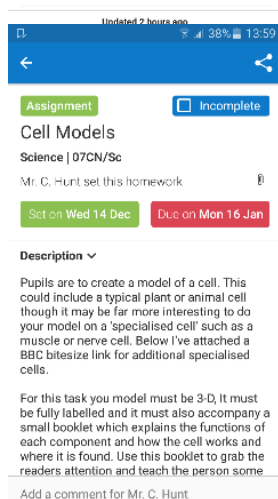 Updated 2 hours ago
38% 13:59
Assignment
Incomplete
Cell Models
Science | 07CN/Sc
Mr. C. Hunt set this homework
Set on Wed 14 Dec
Due on Mon 16 Jan
Description
Pupils are to create a model of a cell. This
could include a typical plant or animal cell
though it may be far more interesting to do
your model on a 'specialised cell' such as a
muscle or nerve cell. Below I've attached a
BBC bitesize link for additional specialised
cells.
For this task you model must be 3-D, It must
be fully labelled and it must also accompany a
small booklet which explains the functions of
each component and how the cell works and
where it is found. Use this booklet to grab the
readers attention and teach the person some
Add a comment for Mr. C. Hunt